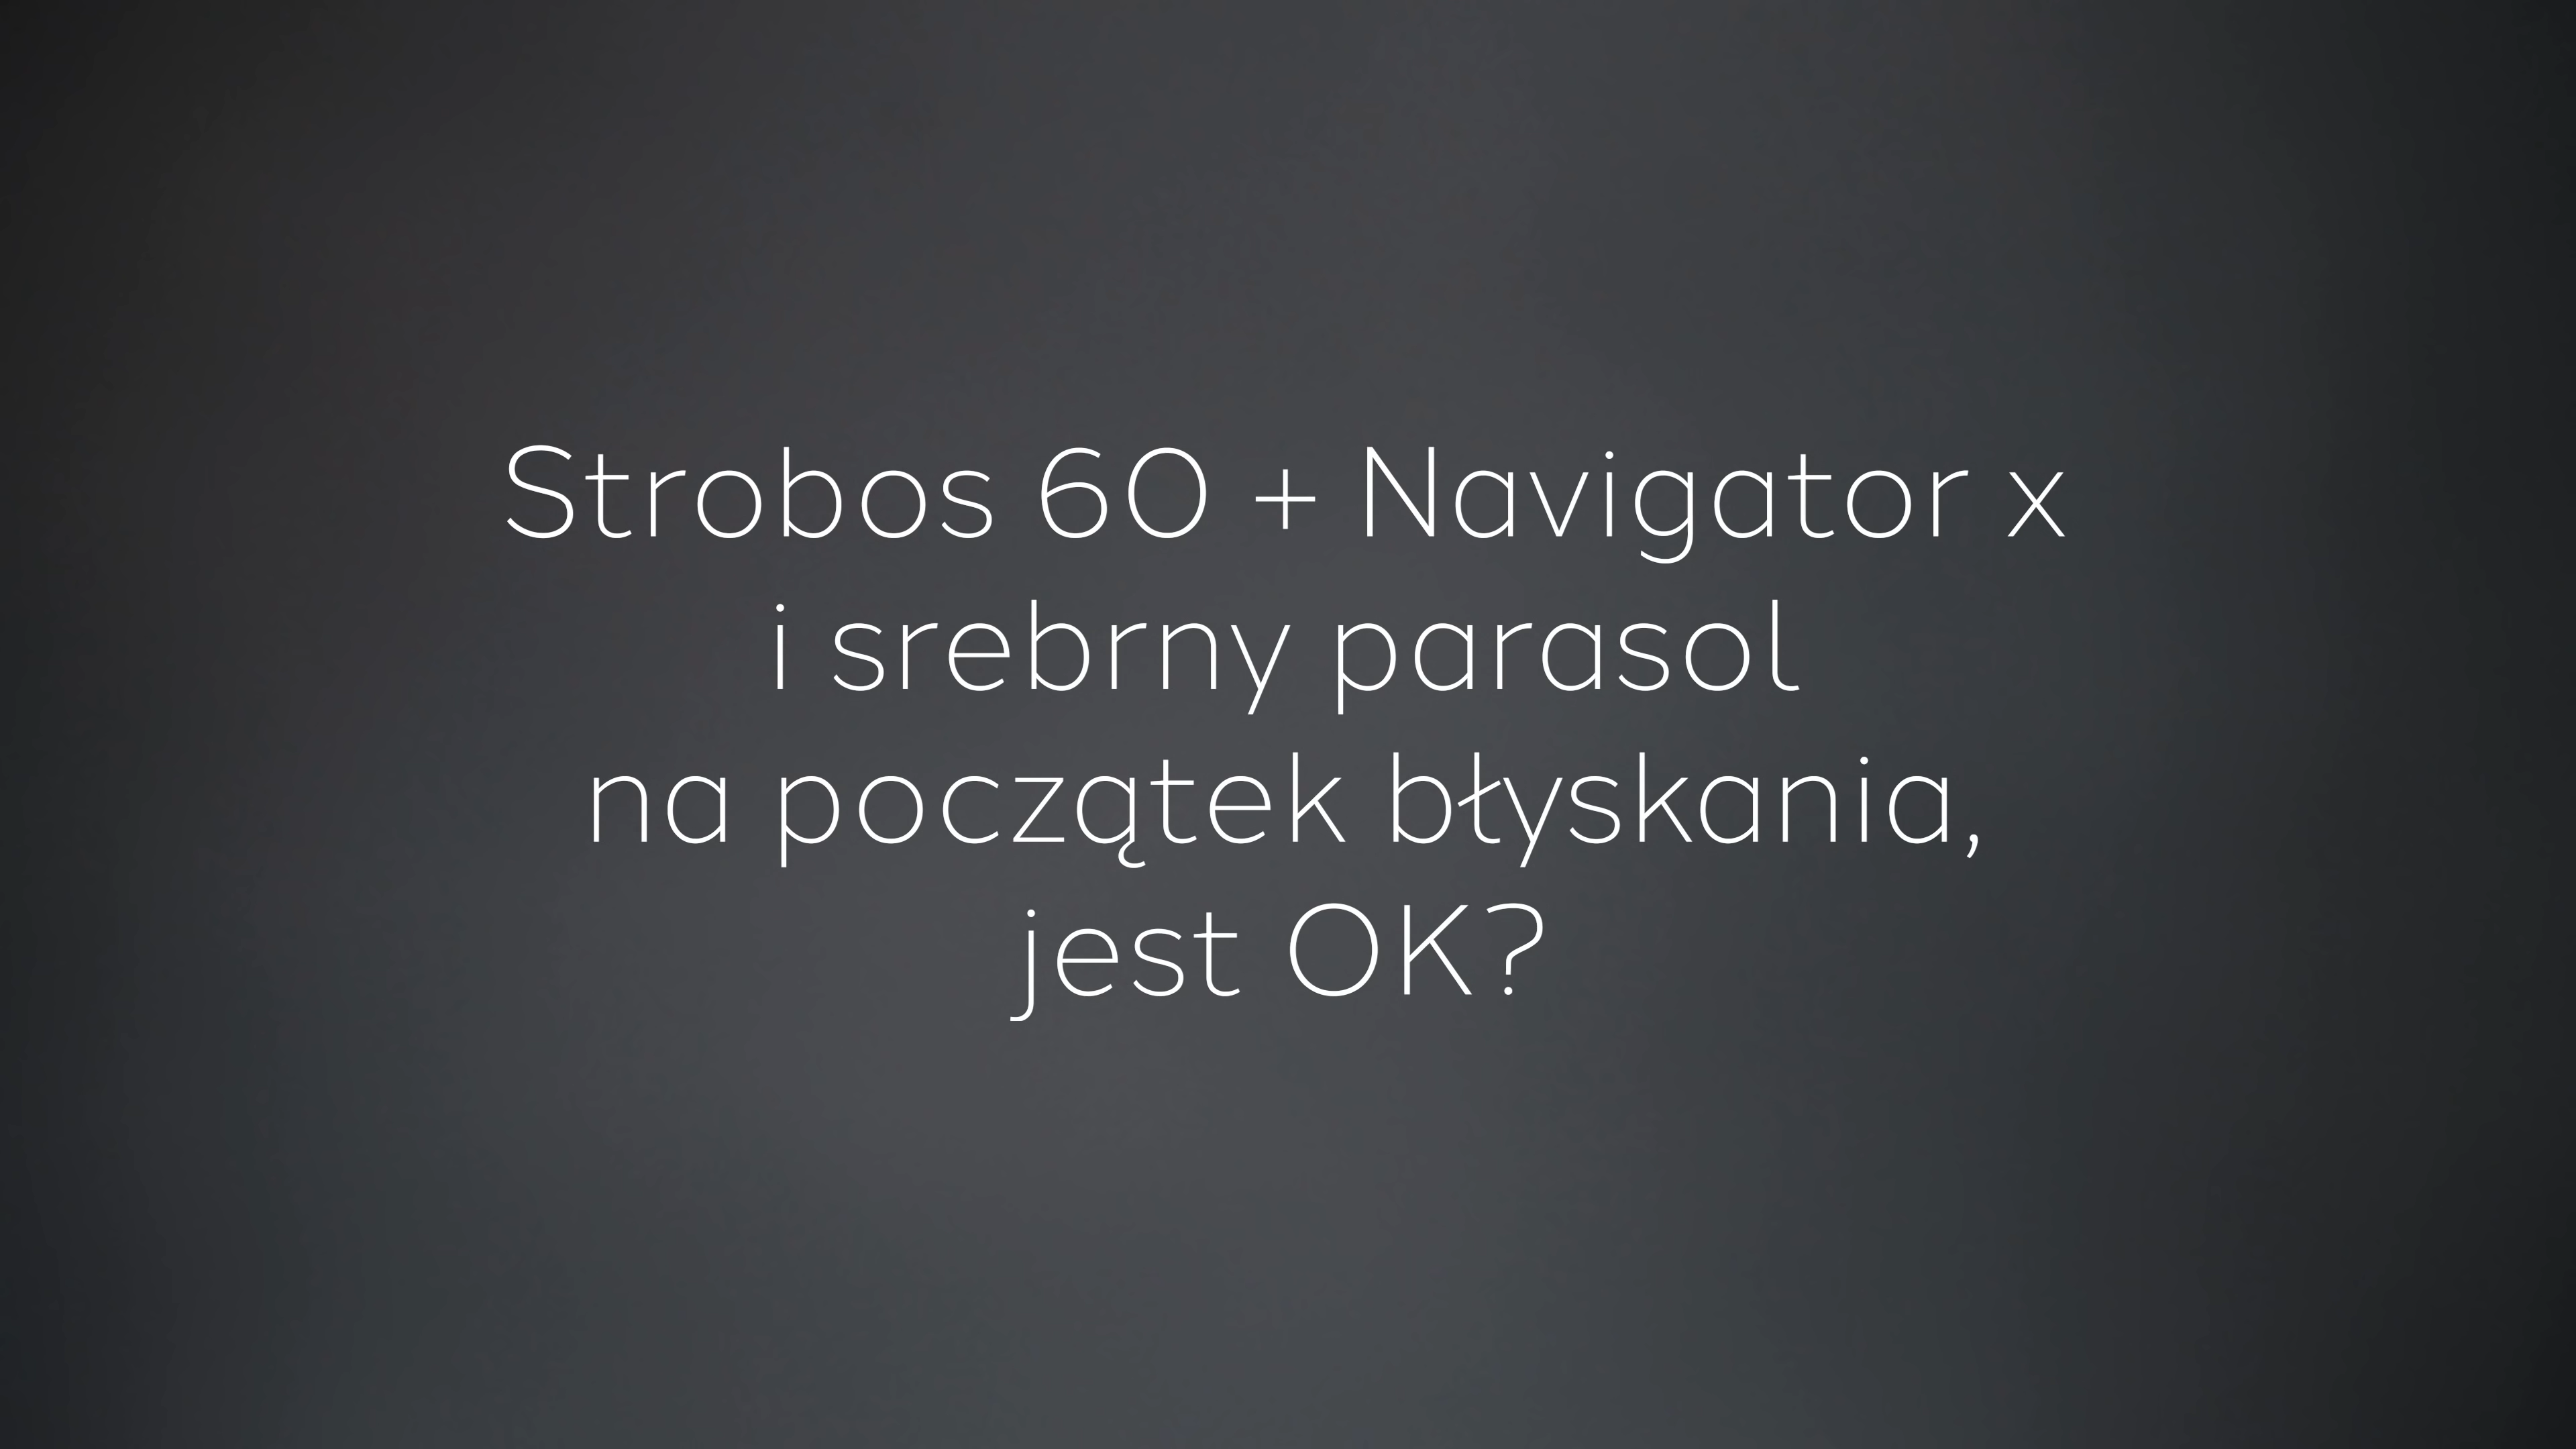 Strobos 60 + Navigator x
i srebrny parasol
na początek błyskania,
jest OK?